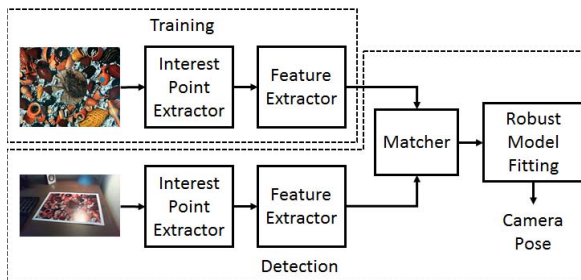 Training
Interest
Point
Extractor
Feature
Extractor
Matcher
Robust
Model
Fitting
Interest
Point
Extractor
Feature
Extractor
Camera
Pose
Detection